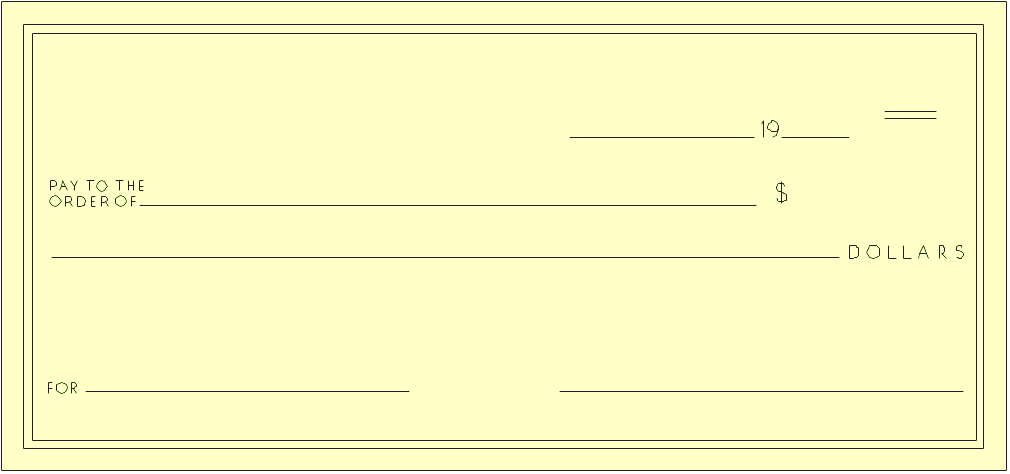 19
PAY TO THE
ORDER OF $
DOLLARS
FOR